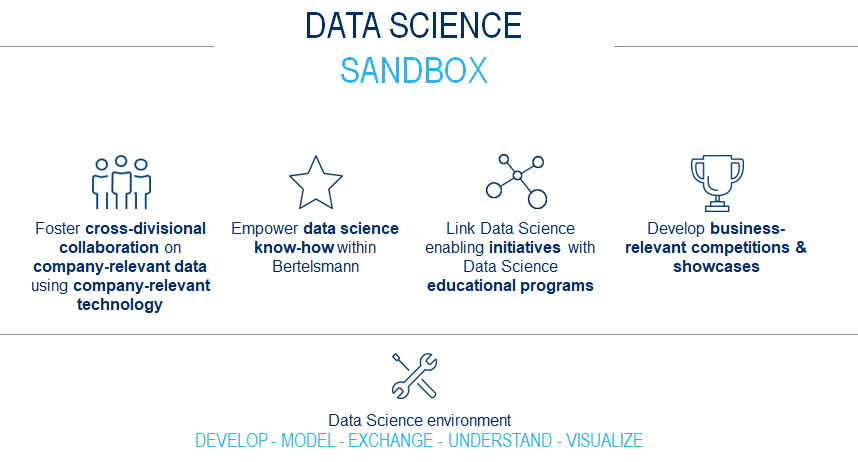 DATA SCIENCE
SANDBOX
Foster cross-divisional
collaboration on
company-relevant data
using company-relevant
technology
Empower data science
know-how within
Bertelsmann
Link Data Science
enabling initiatives with
Data Science
educational programs
Develop business-
relevant competitions &
showcases
Data Science environment
DEVELOP - MODEL - EXCHANGE - UNDERSTAND - VISUALIZE